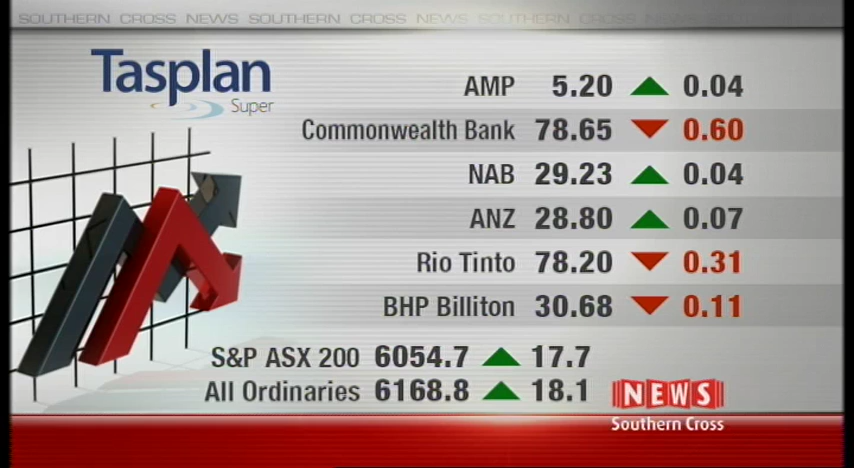 SOUTHERN CROSS NEWS SOUTHERN CROSS NEWS SOUTHERN CROSS NEWS
Tasplan
Super
AMP 5.20 ▲ 0.04
Commonwealth Bank 78.65 ▼ 0.60
NAB 29.23 ▲ 0.04
ANZ 28.80 ▲ 0.07
Rio Tinto 78.20 ▼ 0.31
BHP Billiton 30.68 ▼ 0.11
S&P ASX 200 6054.7 ▲ 17.7
All Ordinaries 6168.8 ▲ 18.1
NEWS
Southern Cross